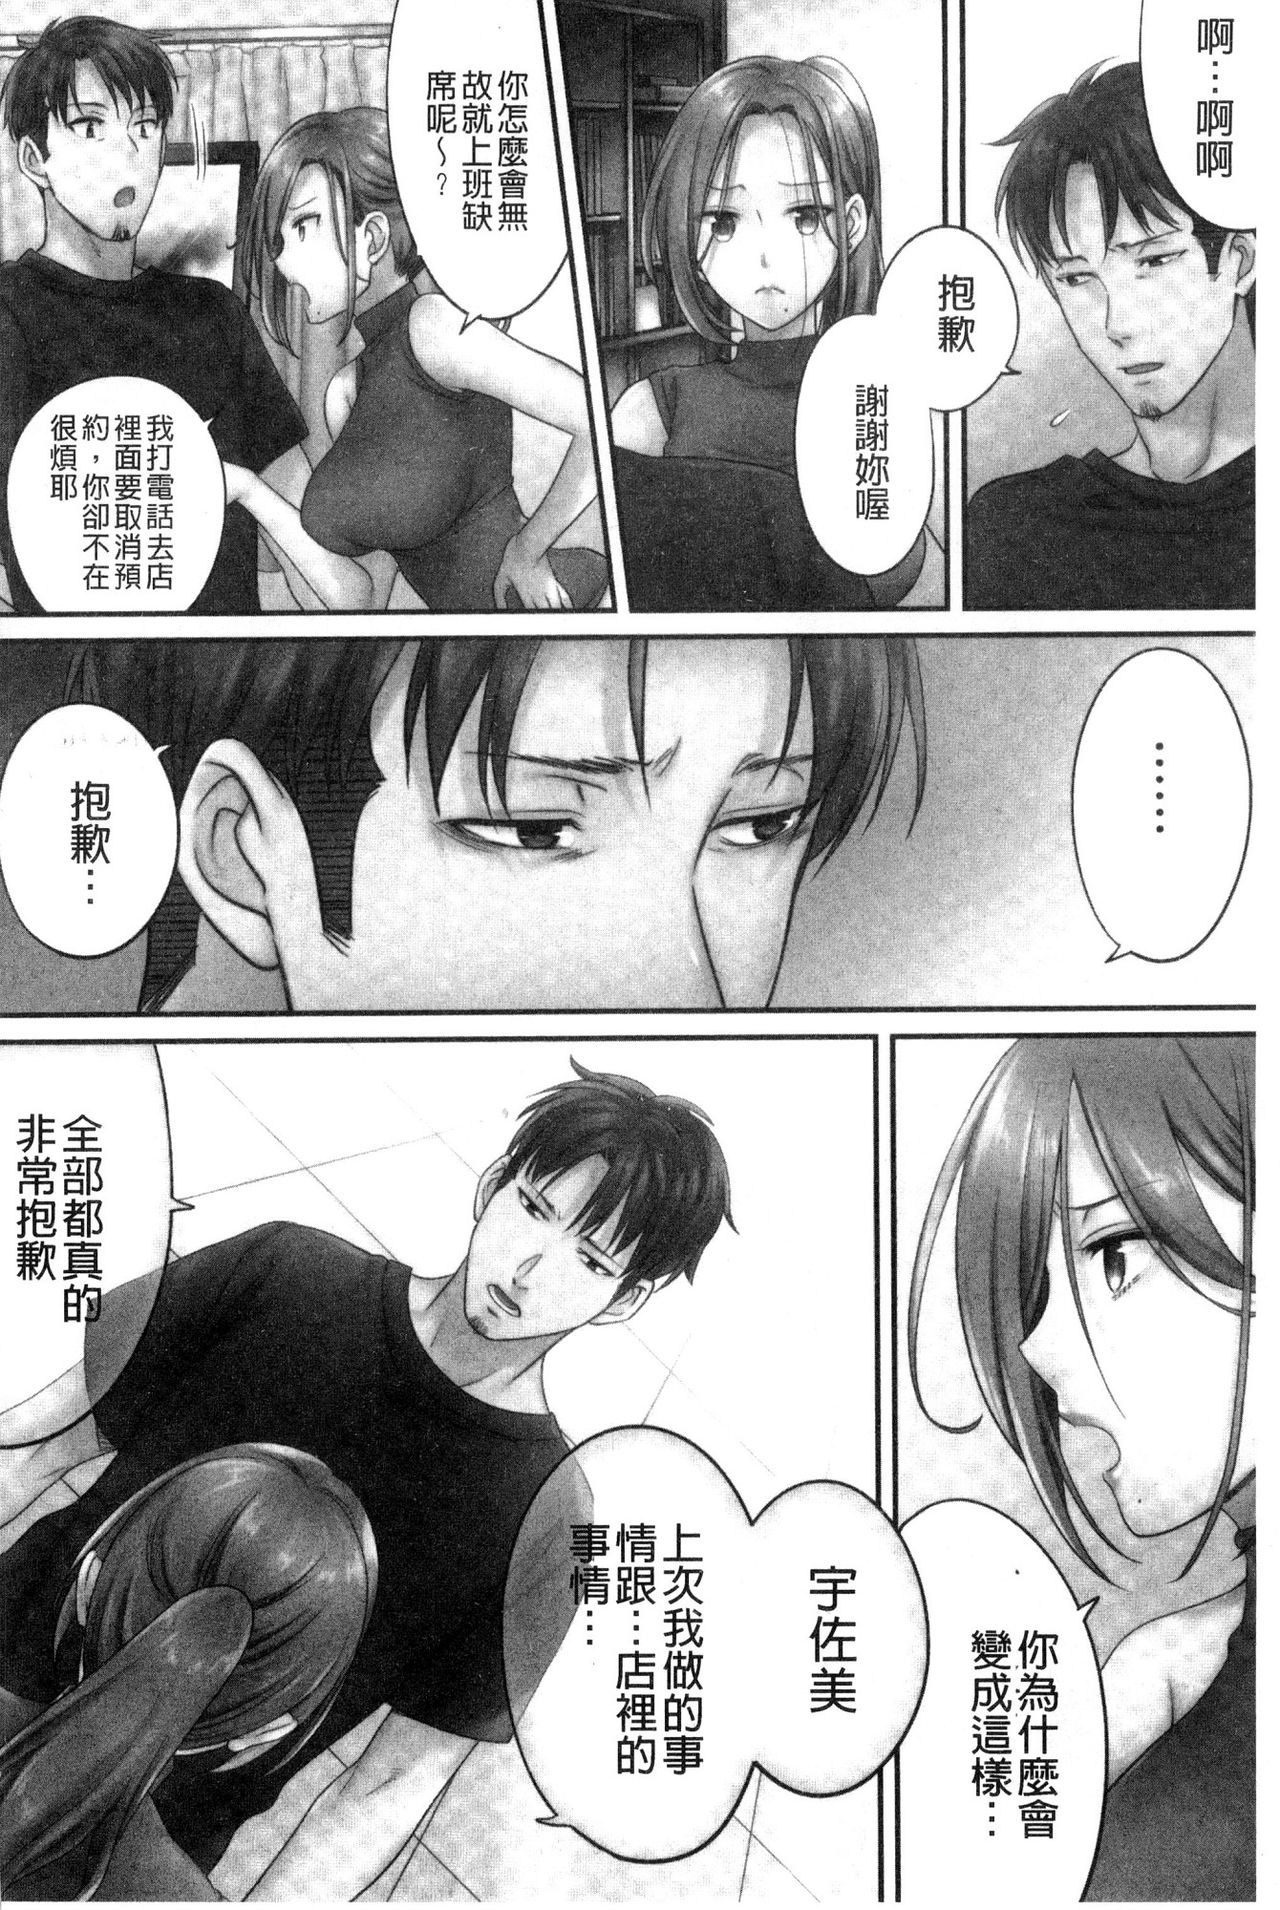 啊…啊啊
抱歉
謝謝妳喔
你怎麼會無
故就上班缺
席呢～?
我打電話去店
裡面要取消預
約，你卻不在
很煩耶
……
抱歉…
你為什麼會
變成這樣…
宇佐美
上次我做的事
情跟…店裡的
事情…
全部都真的
非常抱歉